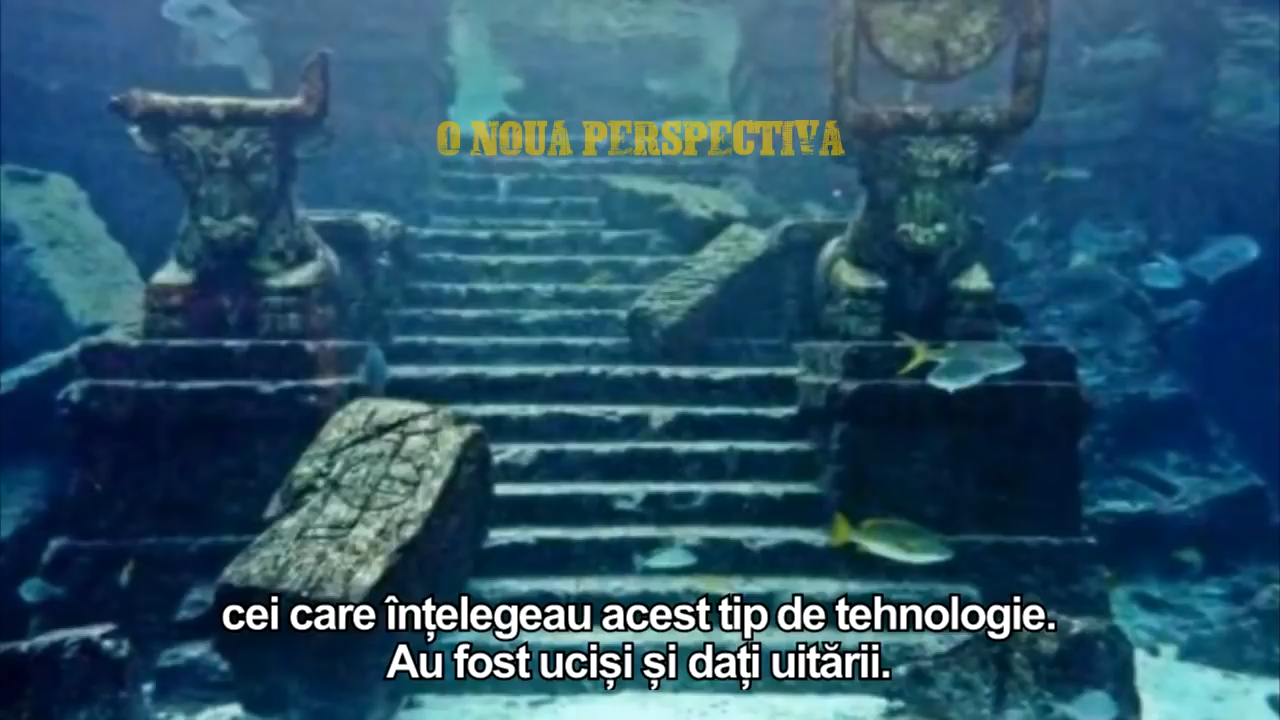 O NOUA PERSPECTIVA
cei care înțelegeau acest tip de tehnologie.
Au fost uciși și dați uitării.